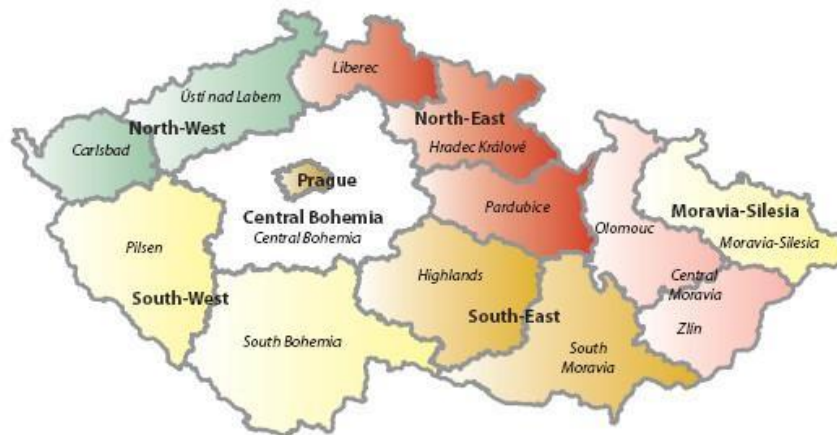 Liberec
Ústí nad Labem
North-West
Carlsbad
North-East
Hradec Králové
Prague
Central Bohemia
Central Bohemia
Pardubice
Olomouc
Moravia-Silesia
Moravia-Silesia
Pilsen
South-West
Highlands
South-East
Central
Moravia
Zlín
South Bohemia
South
Moravia